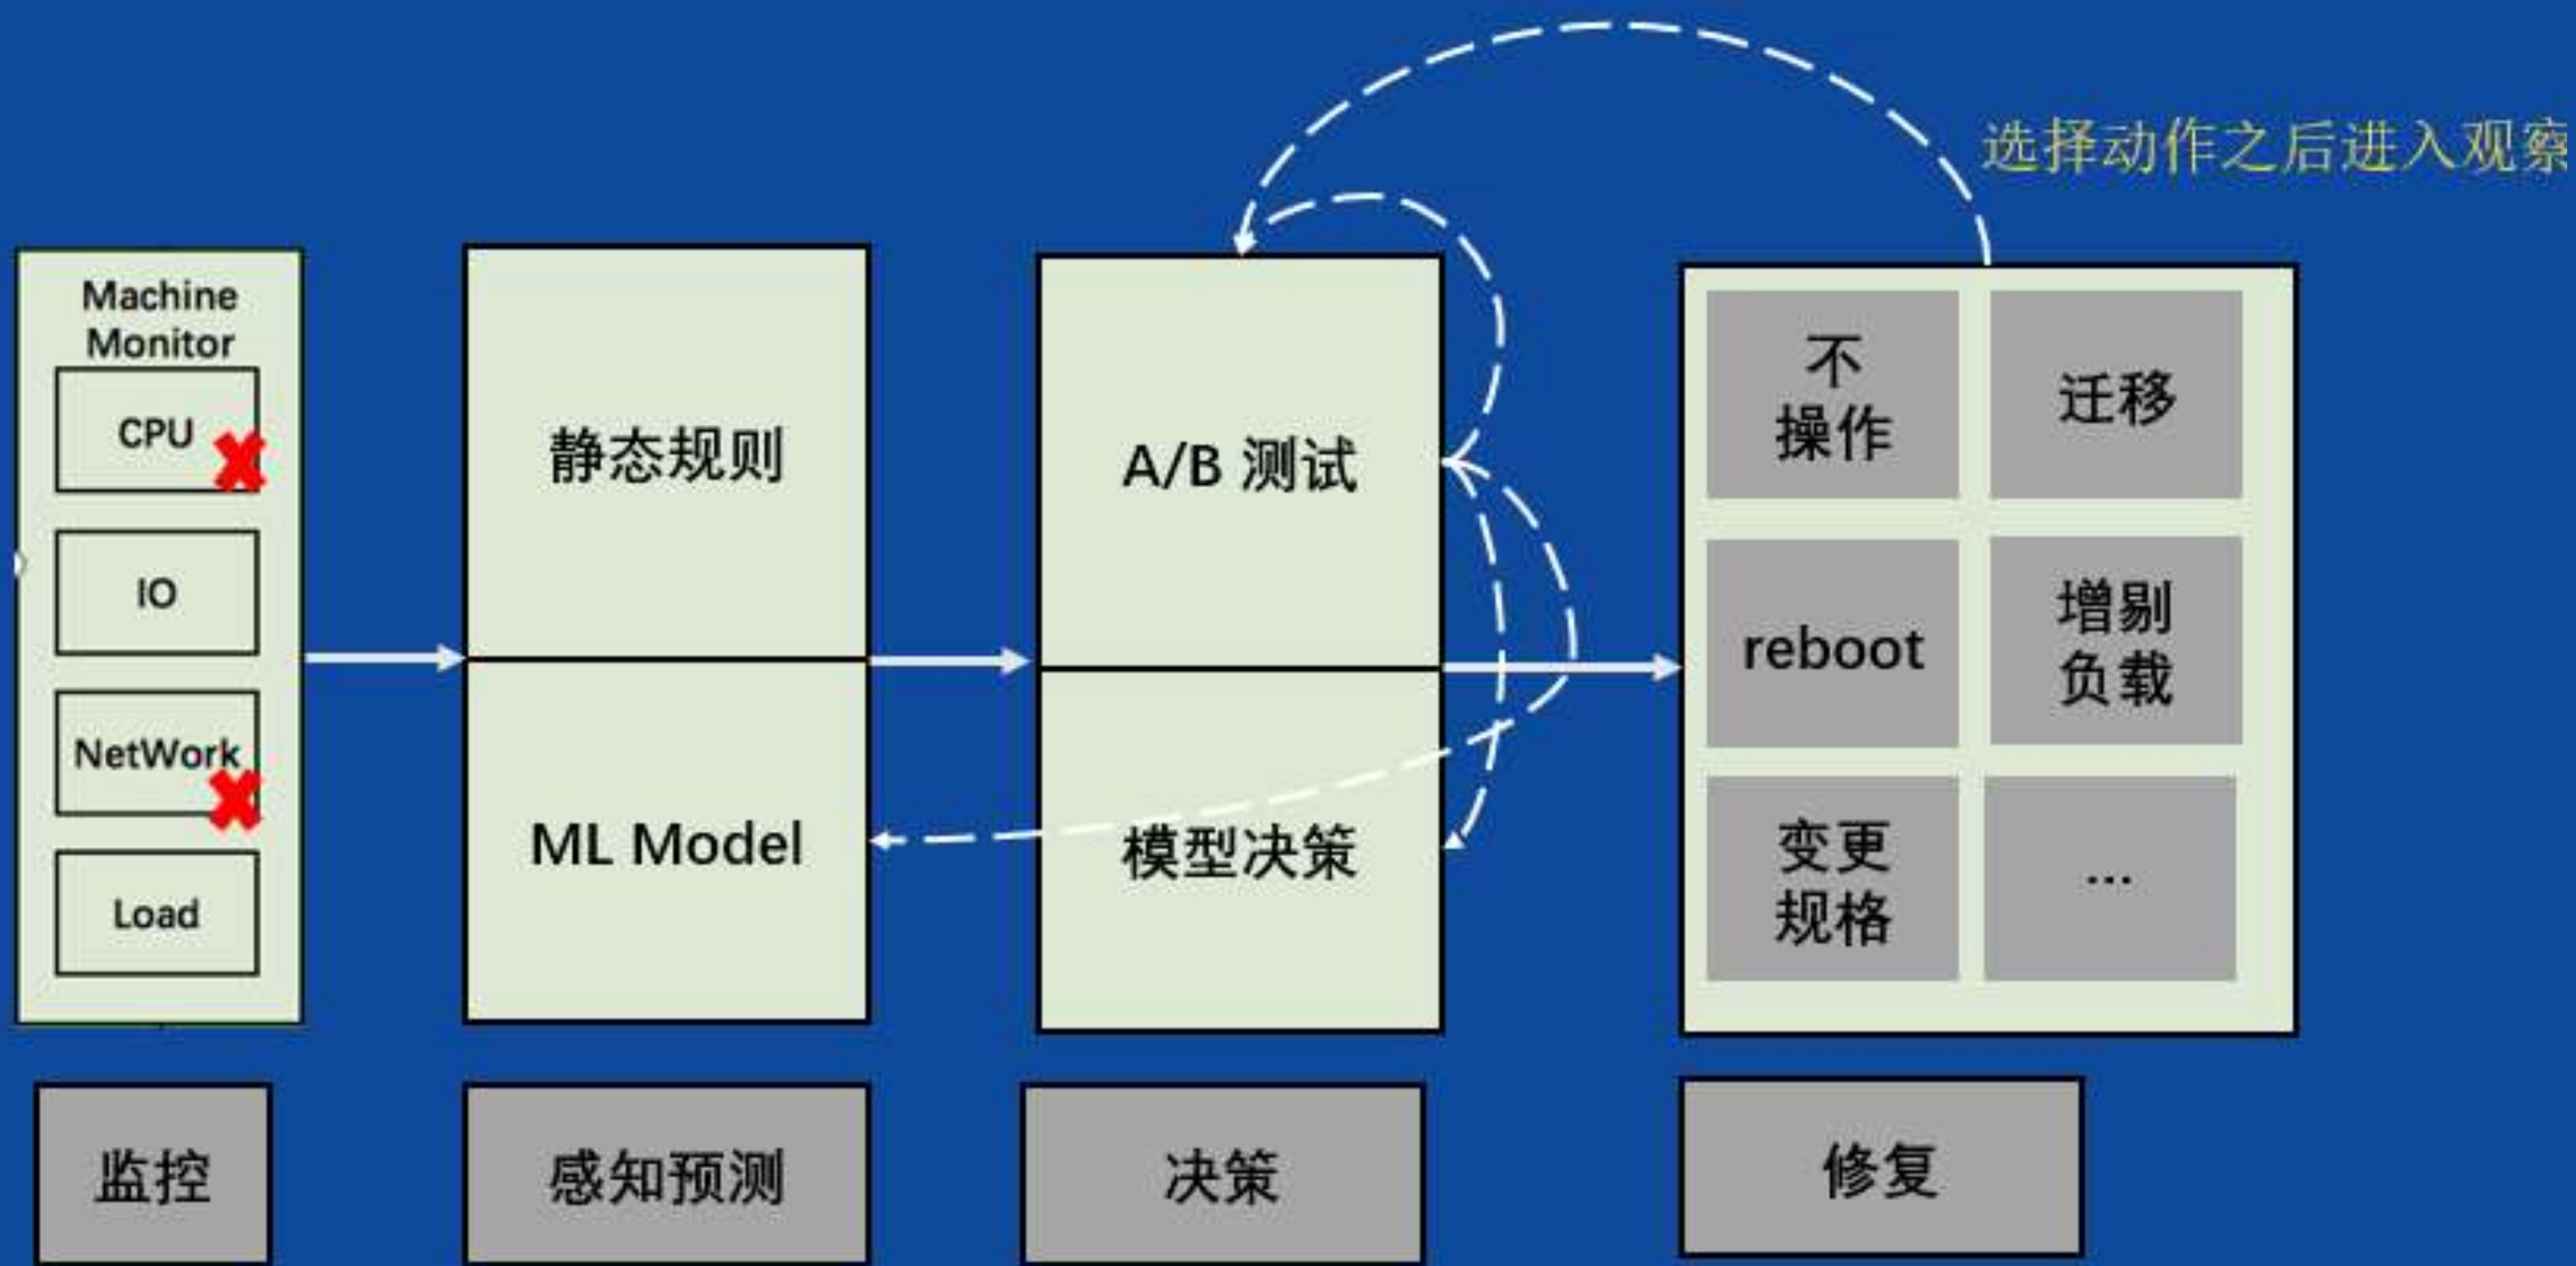 选择动作之后进入观察
Machine
Monitor
CPU
IO
NetWork
Load
静态规则
ML Model
A/B 测试
模型决策
不
操作
迁移
reboot
增剔
负载
变更
规格
...
监控
感知预测
决策
修复